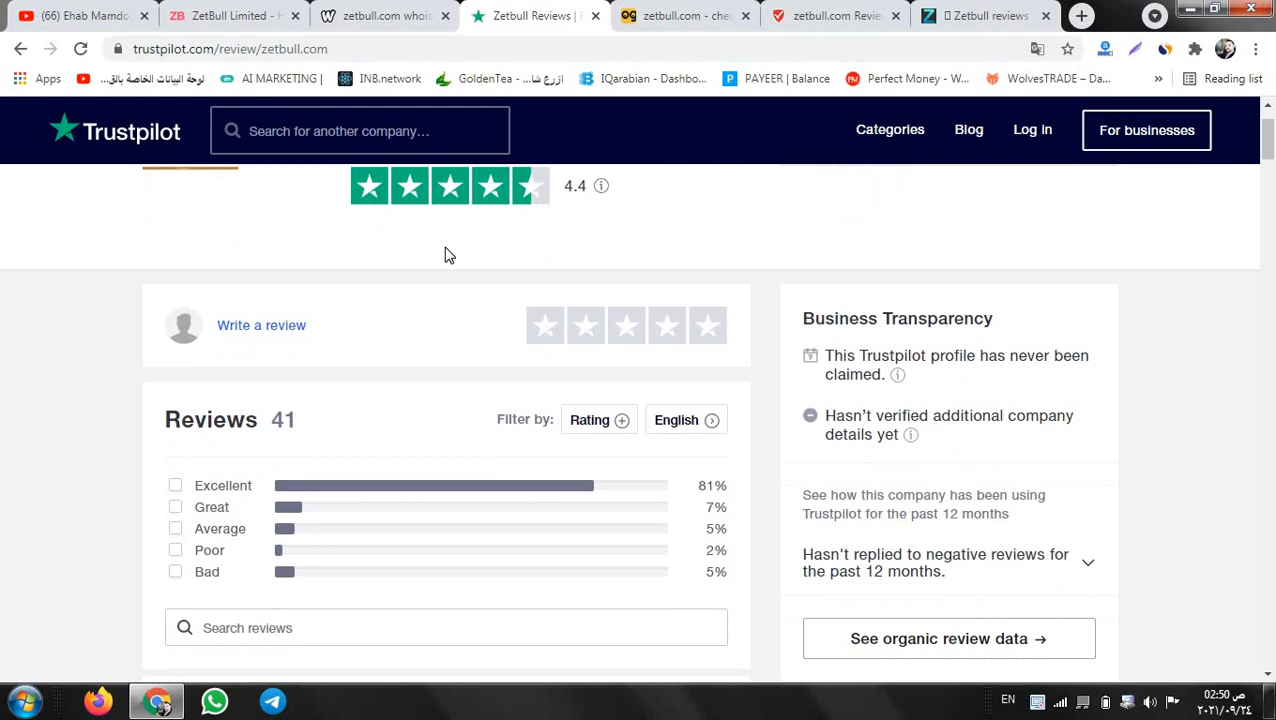 (66) Ehab Mamdo
ZetBull Limited - H
zetbull.com whois
Zetbull Reviews |
zetbull.com - chec
zetbull.com Revie
Zetbull reviews
trustpilot.com/review/zetbull.com
Apps
لوحة البيانات الخاصة بالق...
AI MARKETING |
INB.network
GoldenTea - ...ازرع شا
IQarabian - Dashbo...
PAYEER | Balance
Perfect Money - W...
WolvesTRADE – Da...
»
Reading list
Trustpilot
Search for another company...
Categories
Blog
Log in
For businesses
4.4
Write a review
Reviews 41
Filter by:
Rating
English
Excellent 81%
Great 7%
Average 5%
Poor 2%
Bad 5%
Search reviews
Business Transparency
This Trustpilot profile has never been
claimed.
Hasn't verified additional company
details yet
See how this company has been using
Trustpilot for the past 12 months
Hasn't replied to negative reviews for
the past 12 months.
See organic review data →
EN
02:50 ص
٢٠٢١/٠٩/٢٤